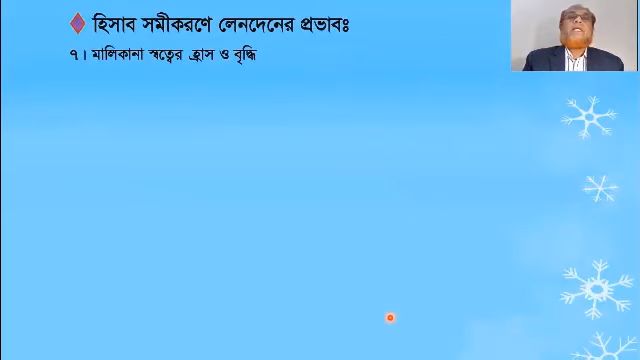 হিসাব সমীকরণে লেনদেনের প্রভাবঃ
৭। মালিকানা স্বত্বের হ্রাস ও বৃদ্ধি